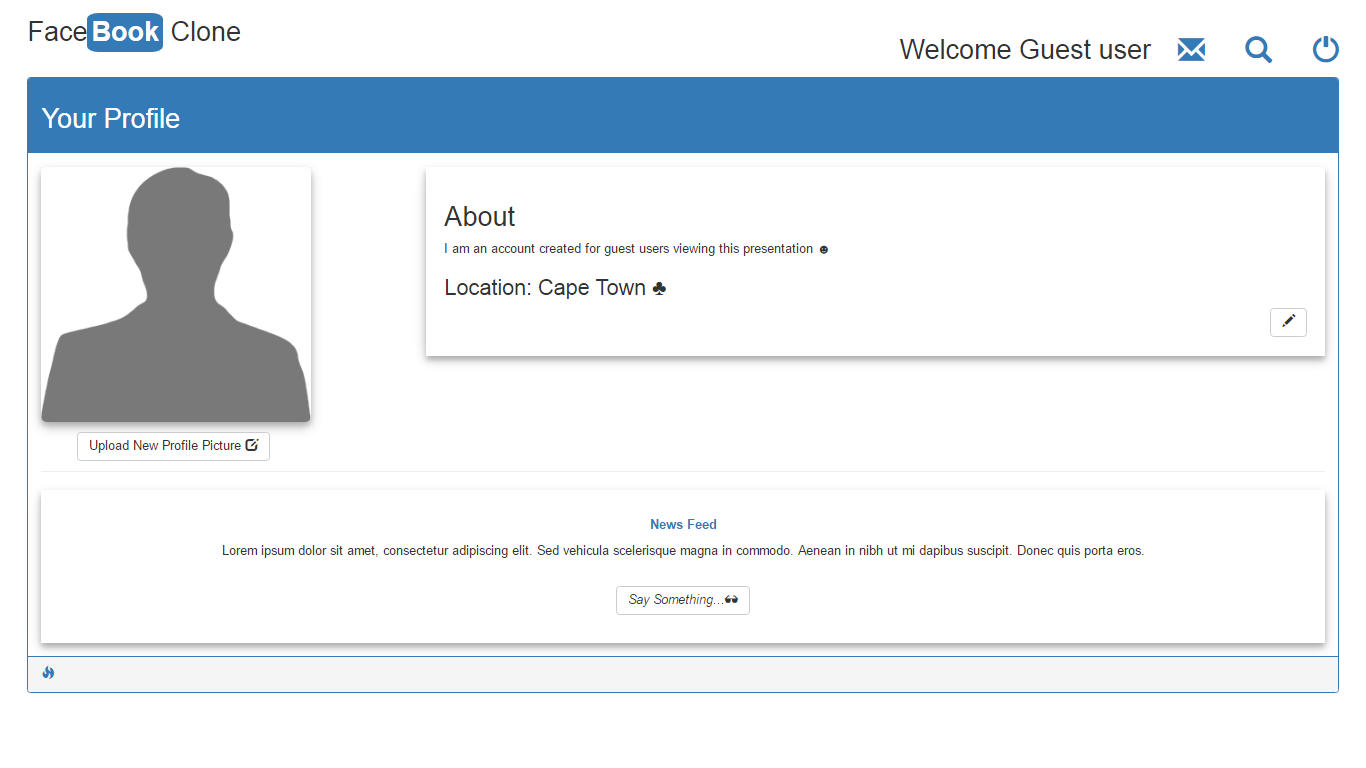 FaceBook Clone
Welcome Guest user
Your Profile
About
I am an account created for guest users viewing this presentation ☻
Location: Cape Town ♣
Upload New Profile Picture
News Feed
Lorem ipsum dolor sit amet, consectetur adipiscing elit. Sed vehicula scelerisque magna in commodo. Aenean in nibh ut mi dapibus suscipit. Donec quis porta eros.
Say Something...